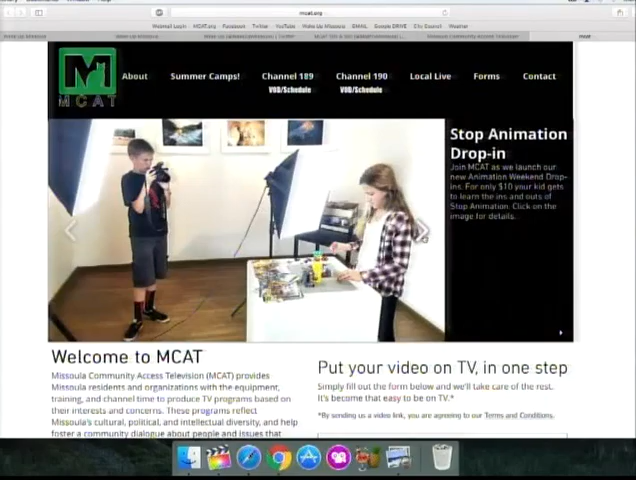 mcat.org
Webmail Login MCAT.org Facebook Twitter YouTube Wake Up Missoula EMAIL Google DRIVE City Council Weather
MCAT
About
Summer Camps!
Channel 189
VOD/Schedule
Channel 190
VOD/Schedule
Local Live
Forms
Contact
Stop Animation
Drop-in
Join MCAT as we launch our
new Animation Weekend Drop-
ins. For only $10 your kid gets
to learn the ins and outs of
Stop Animation. Click on the
image for details.
Welcome to MCAT
Missoula Community Access Television (MCAT) provides
Missoula residents and organizations with the equipment,
training, and channel time to produce TV programs based on
their interests and concerns. These programs reflect
Missoula's cultural, political, and intellectual diversity, and help
foster a community dialogue about people and issues that
Put your video on TV, in one step
Simply fill out the form below and we'll take care of the rest.
It's become that easy to be on TV.*
*By sending us a video link, you are agreeing to our Terms and Conditions.